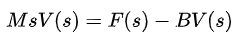 MsV(s) = F(s) − BV(s)